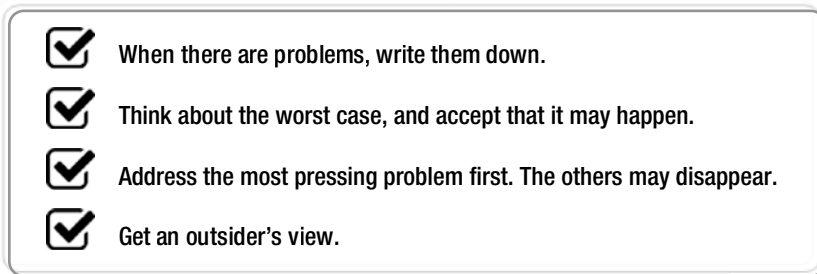 When there are problems, write them down.
Think about the worst case, and accept that it may happen.
Address the most pressing problem first. The others may disappear.
Get an outsider’s view.